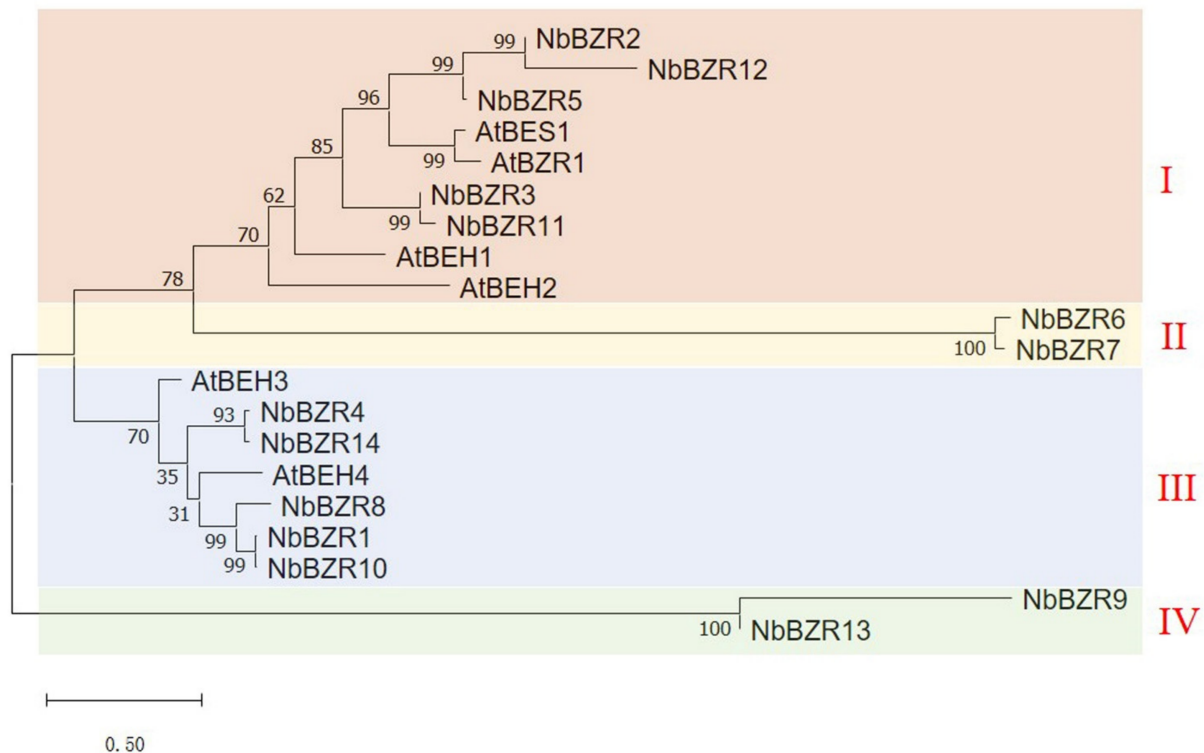 99 NbBZR2
99 NbBZR12
96 NbBZR5
AtBES1
85 99 AtBZR1
62 NbBZR3
99 NbBZR11
70 AtBEH1
78 AtBEH2
I
NbBZR6
100 NbBZR7
II
AtBEH3
93 NbBZR4
70 NbBZR14
35 AtBEH4
31 NbBZR8
99 NbBZR1
99 NbBZR10
III
NbBZR9
100 NbBZR13
IV
0.50